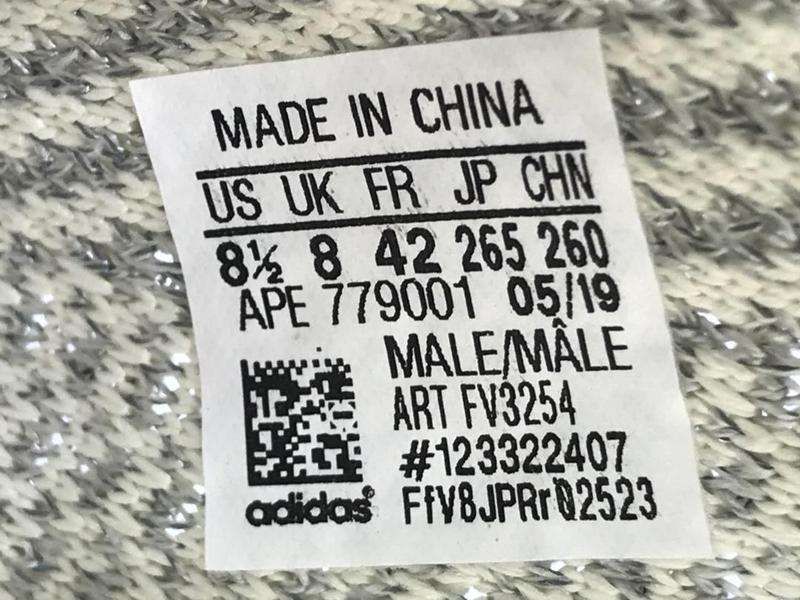 MADE IN CHINA
US UK FR JP CHN
8½ 8 42 265 260
APE 779001 05/19
MALE/MÂLE
ART FV3254
#123322407
FfV8JPRr02523
adidas®